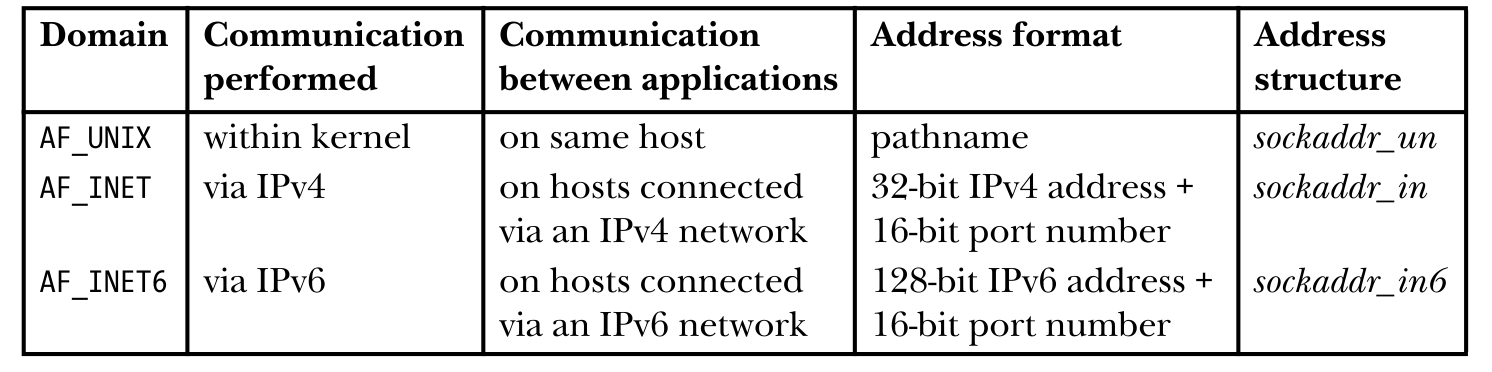 Domain Communication Communication Address format Address
performed between applications structure
AF_UNIX within kernel on same host pathname sockaddr_un
AF_INET via IPv4 on hosts connected 32-bit IPv4 address + sockaddr_in
via an IPv4 network 16-bit port number
AF_INET6 via IPv6 on hosts connected 128-bit IPv6 address + sockaddr_in6
via an IPv6 network 16-bit port number